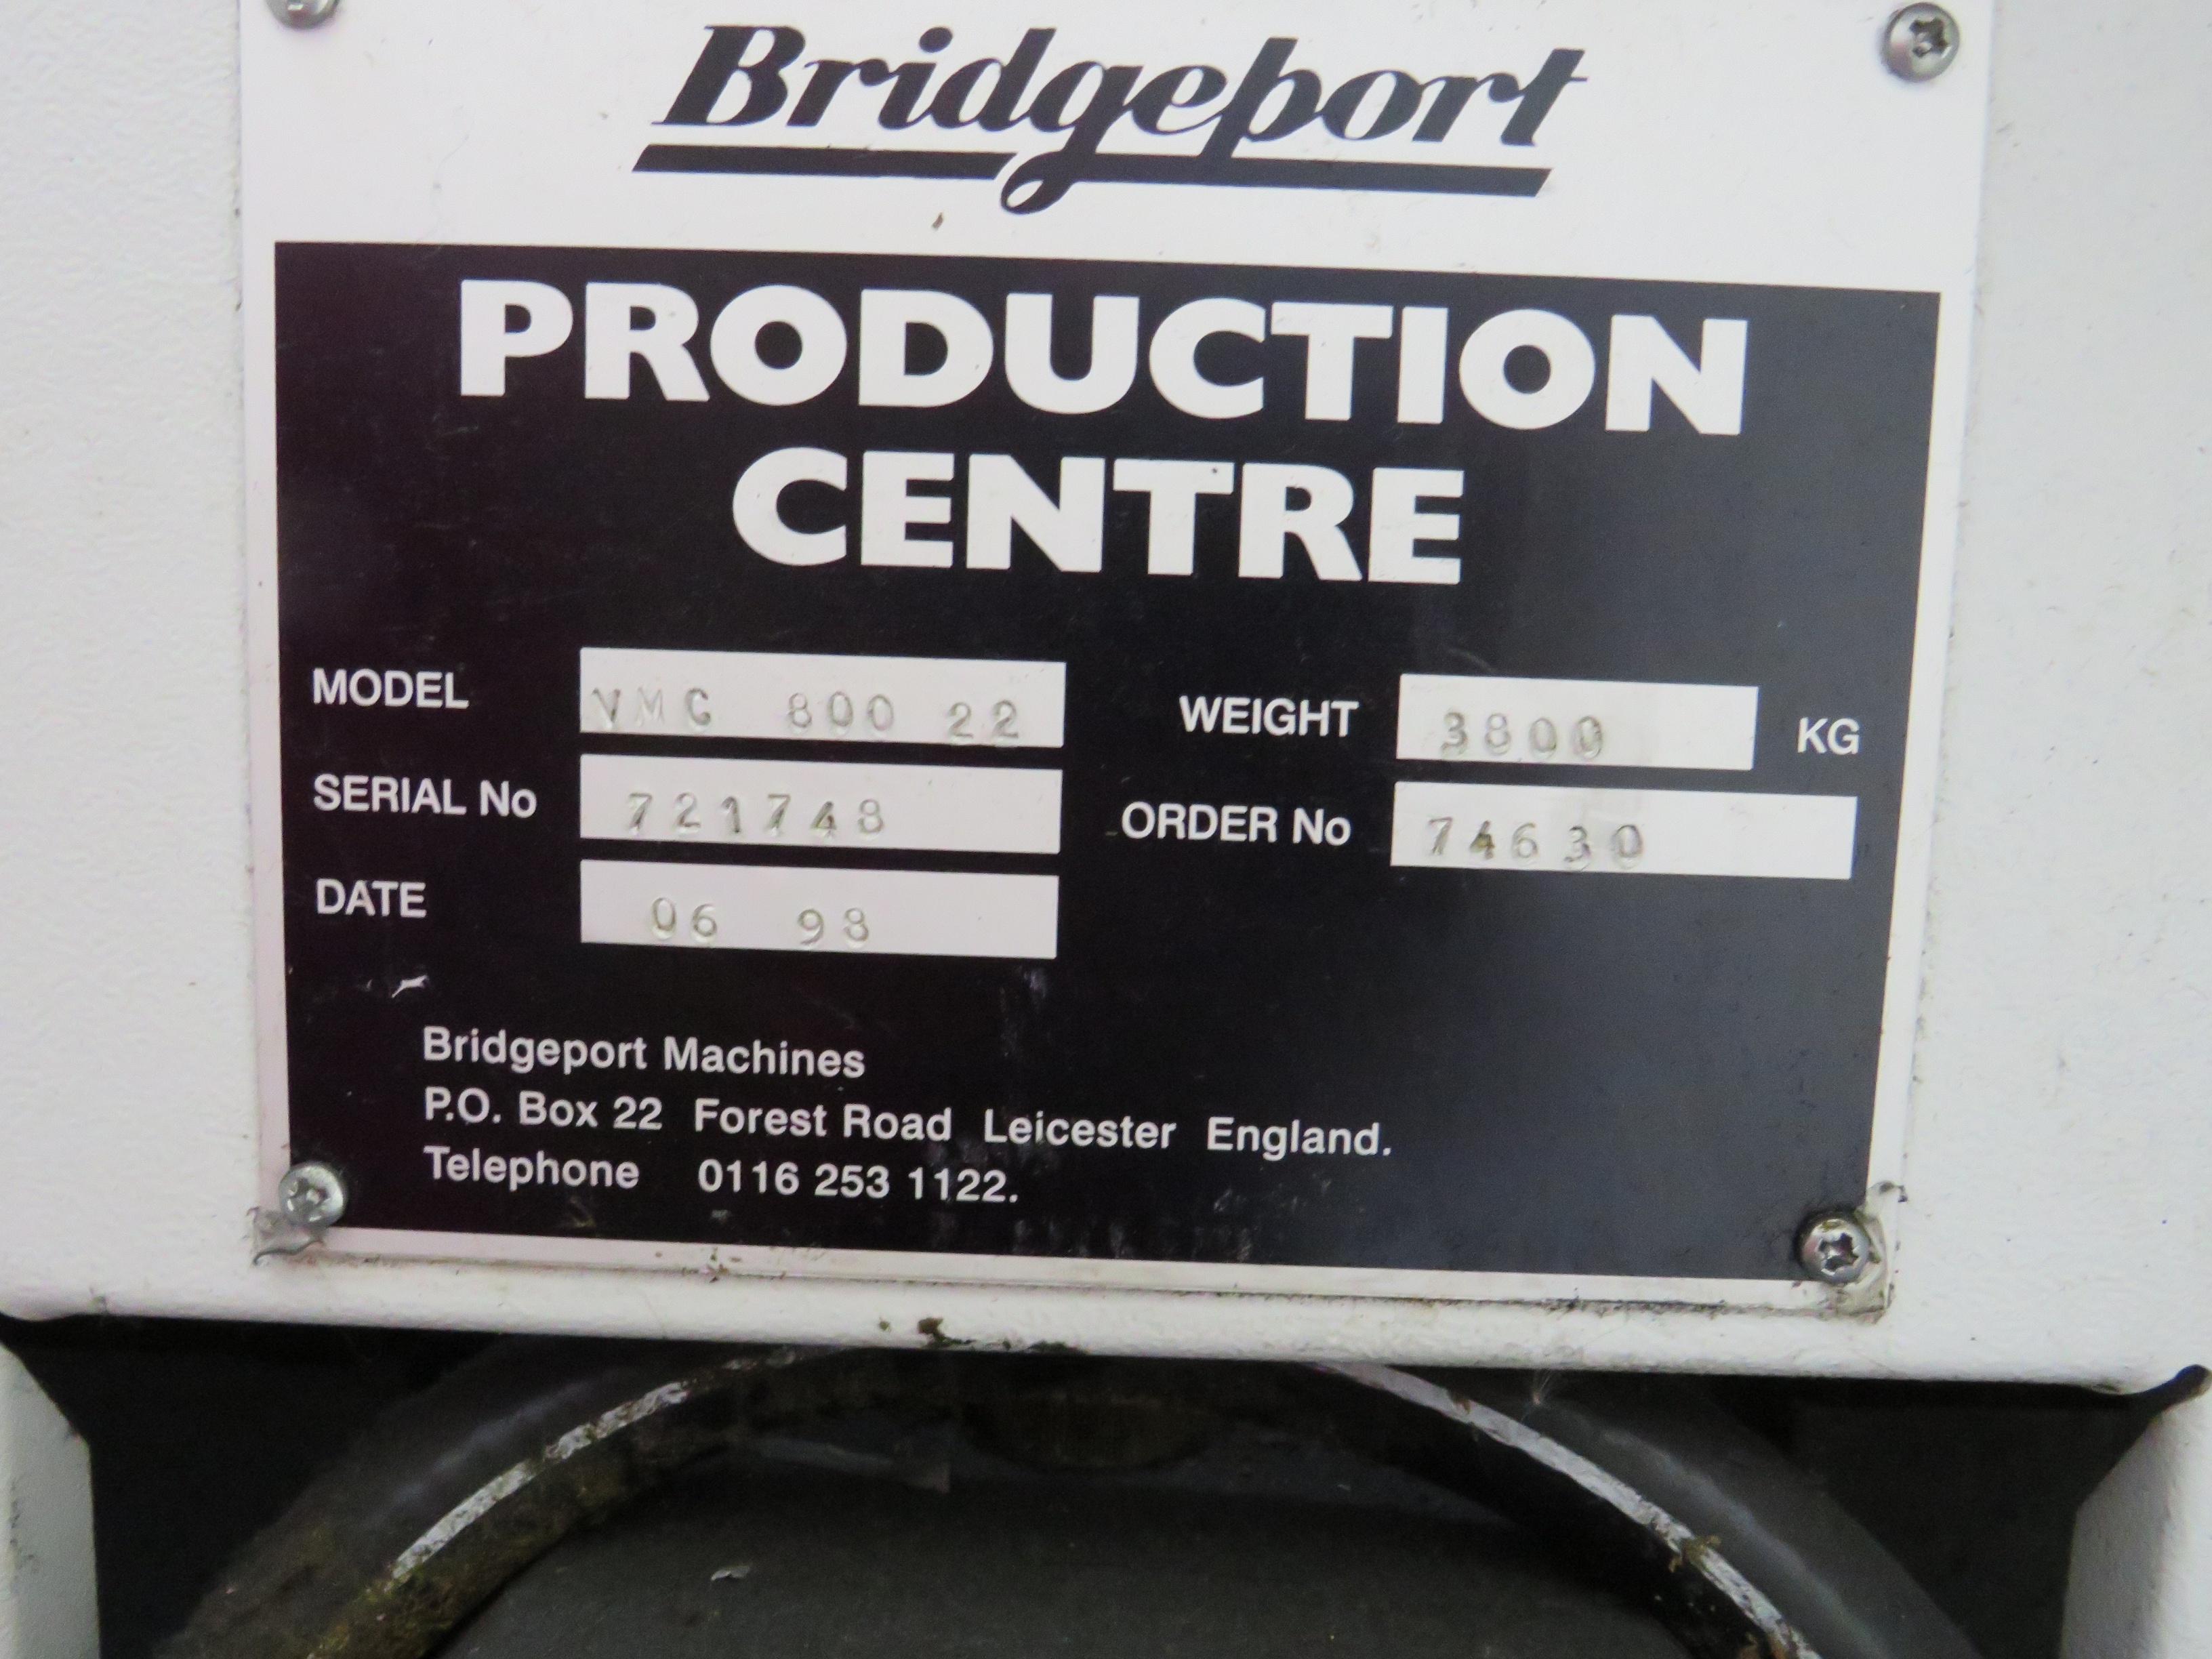 Bridgeport
PRODUCTION
CENTRE
MODEL VMC 800 22 WEIGHT 3800 KG
SERIAL No 721748 ORDER No 74630
DATE 06 98
Bridgeport Machines
P.O. Box 22 Forest Road Leicester England.
Telephone 0116 253 1122.